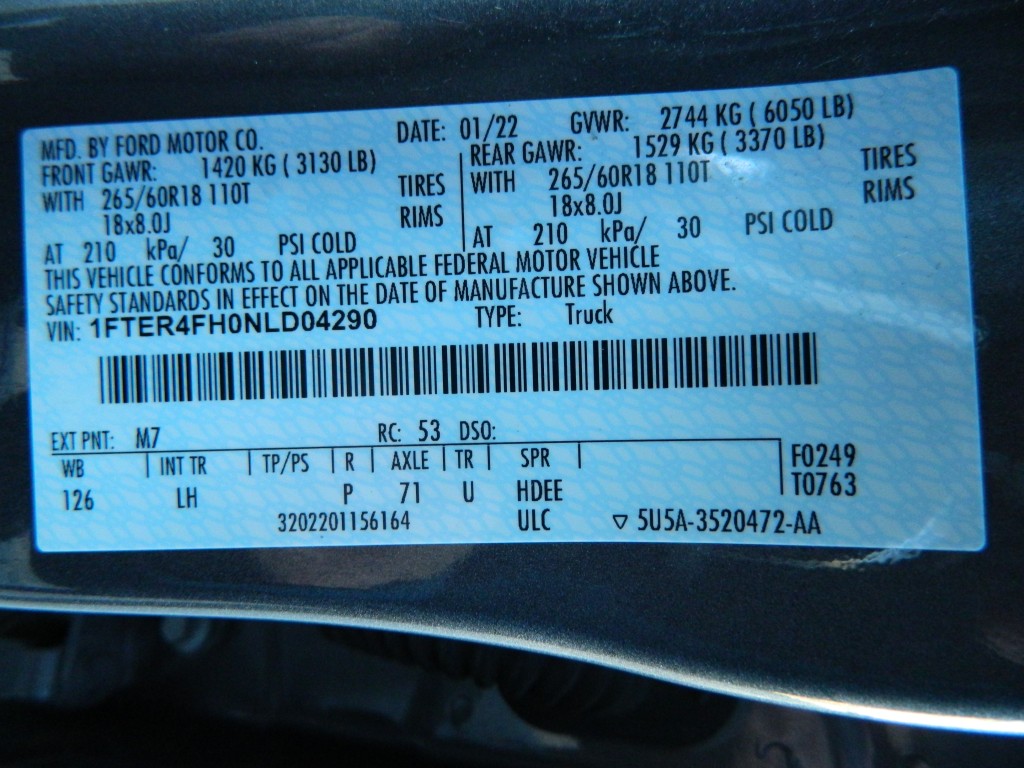 MFD. BY FORD MOTOR CO. DATE: 01/22 GVWR: 2744 KG ( 6050 LB)
FRONT GAWR: 1420 KG ( 3130 LB) REAR GAWR: 1529 KG ( 3370 LB)
WITH 265/60R18 110T TIRES WITH 265/60R18 110T TIRES
18x8.0J RIMS 18x8.0J RIMS
AT 210 kPa/ 30 PSI COLD AT 210 kPa/ 30 PSI COLD
THIS VEHICLE CONFORMS TO ALL APPLICABLE FEDERAL MOTOR VEHICLE
SAFETY STANDARDS IN EFFECT ON THE DATE OF MANUFACTURE SHOWN ABOVE.
VIN: 1FTER4FH0NLD04290 TYPE: Truck
EXT PNT: M7 RC: 53 DSO:
WB INT TR TP/PS R AXLE TR SPR F0249
126 LH P 71 U HDEE T0763
3202201156164 ULC ▽ 5U5A-3520472-AA